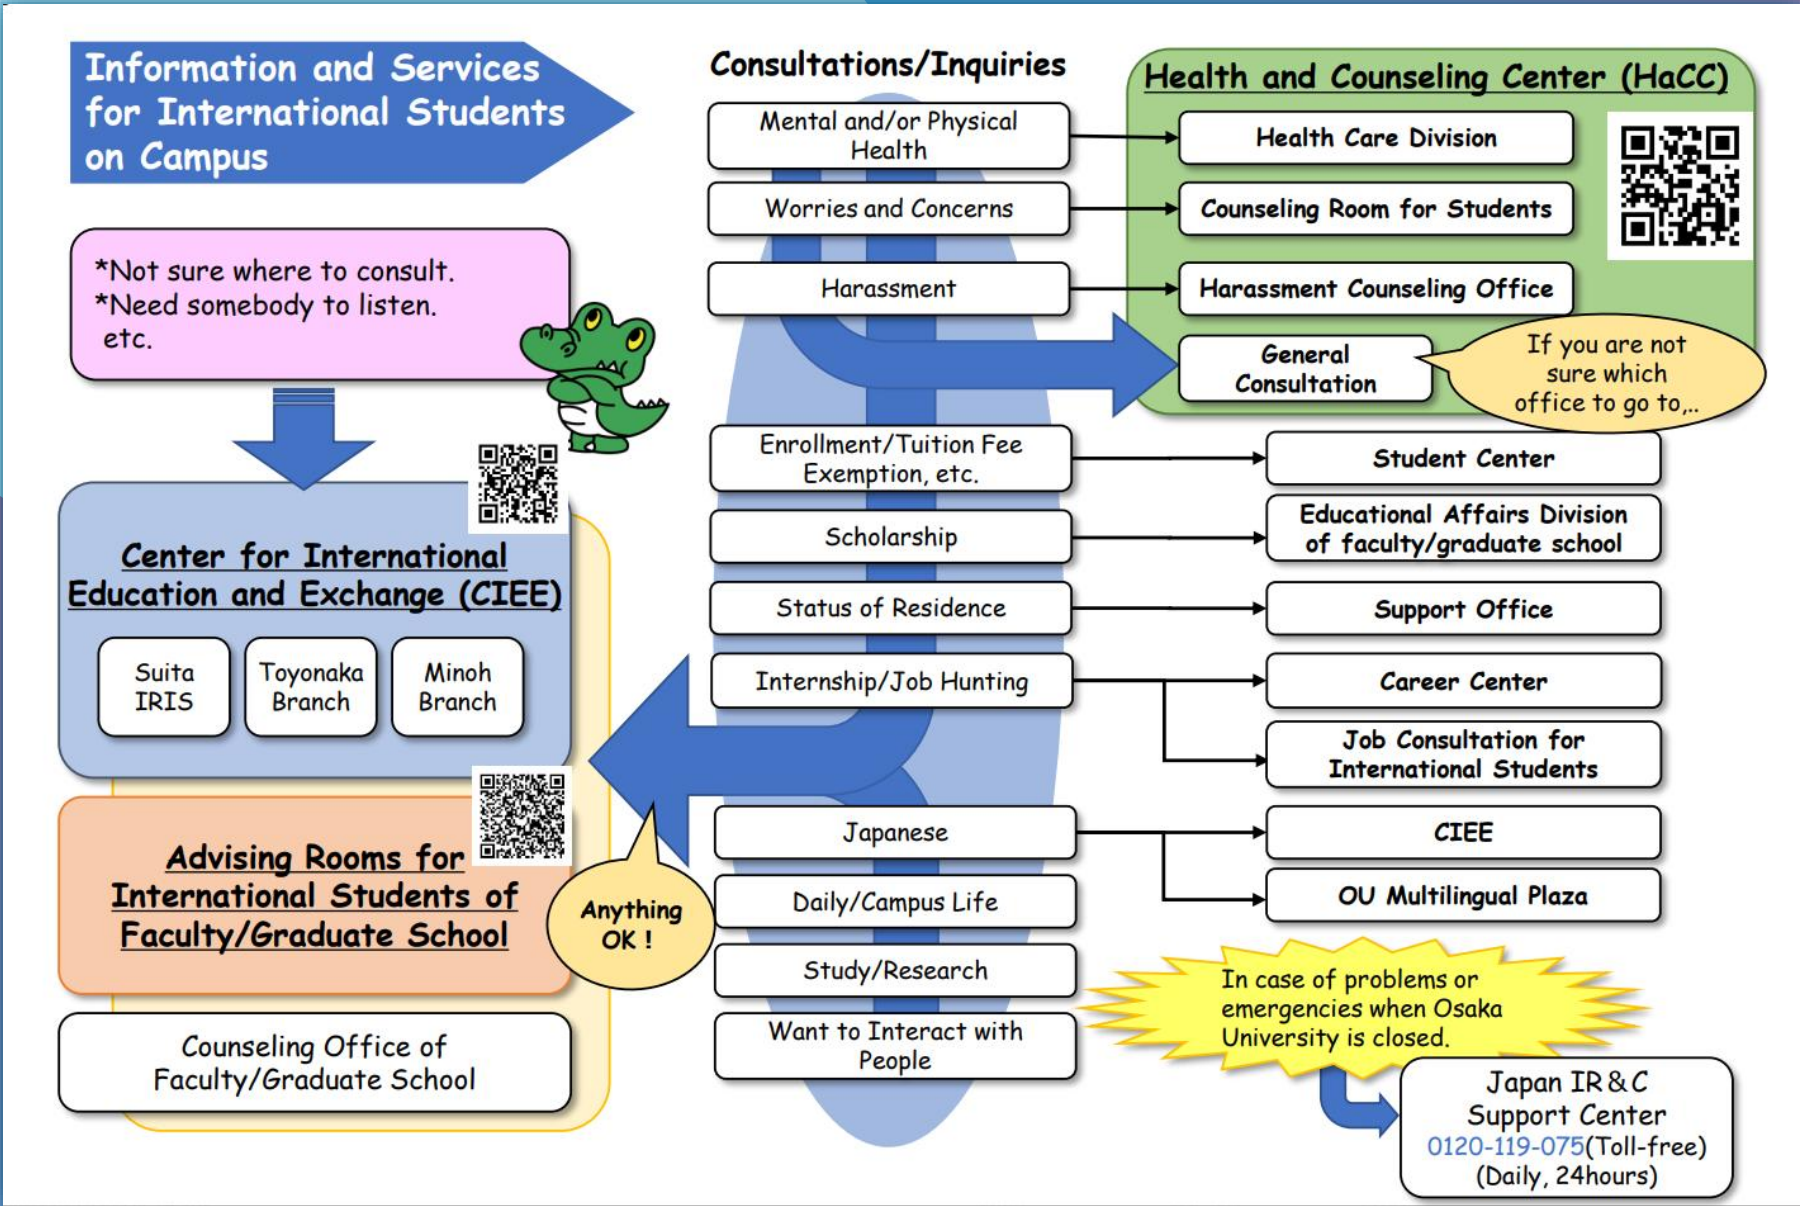 Information and Services
for International Students
on Campus
*Not sure where to consult.
*Need somebody to listen.
etc.
Center for International
Education and Exchange (CIEE)
Suita
IRIS
Toyonaka
Branch
Minoh
Branch
Advising Rooms for
International Students of
Faculty/Graduate School
Counseling Office of
Faculty/Graduate School
Anything
OK !
Consultations/Inquiries
Mental and/or Physical
Health
Worries and Concerns
Harassment
Enrollment/Tuition Fee
Exemption, etc.
Scholarship
Status of Residence
Internship/Job Hunting
Japanese
Daily/Campus Life
Study/Research
Want to Interact with
People
Health and Counseling Center (HaCC)
Health Care Division
Counseling Room for Students
Harassment Counseling Office
General
Consultation
If you are not
sure which
office to go to,..
Student Center
Educational Affairs Division
of faculty/graduate school
Support Office
Career Center
Job Consultation for
International Students
CIEE
OU Multilingual Plaza
In case of problems or
emergencies when Osaka
University is closed.
Japan IR&C
Support Center
0120-119-075(Toll-free)
(Daily, 24hours)